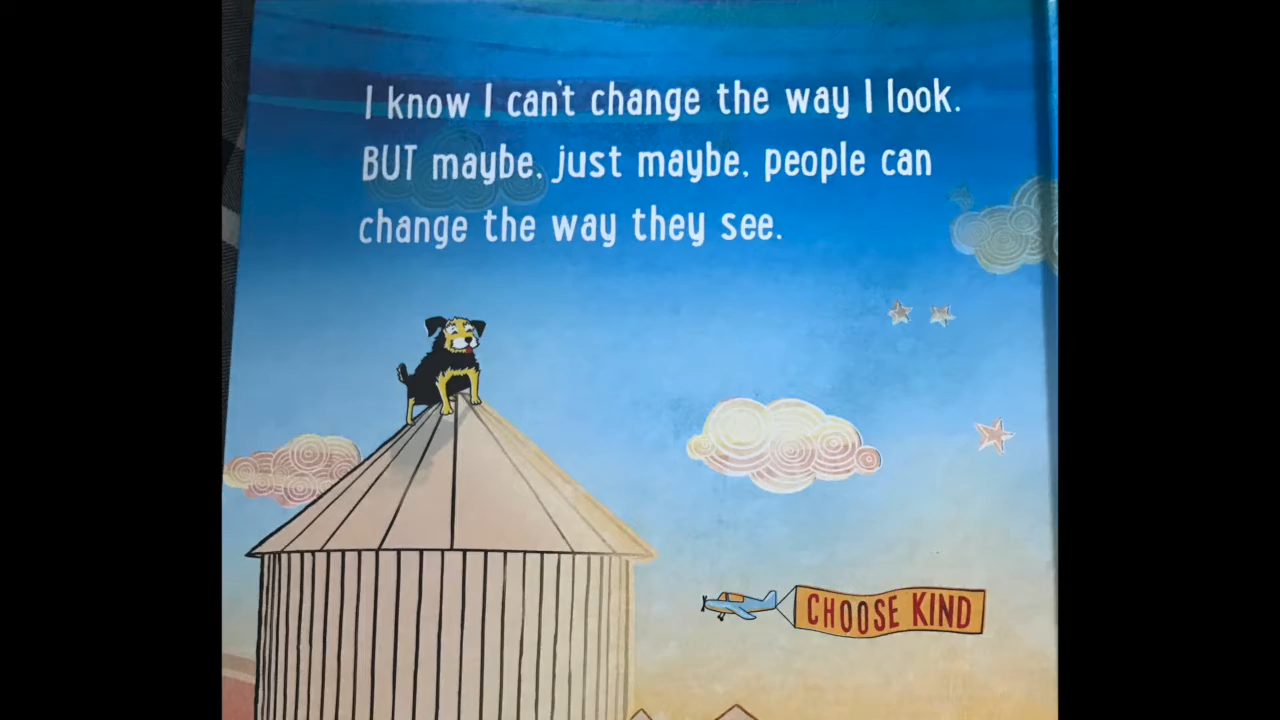 I know I can't change the way I look.
BUT maybe, just maybe, people can
change the way they see.
CHOOSE KIND